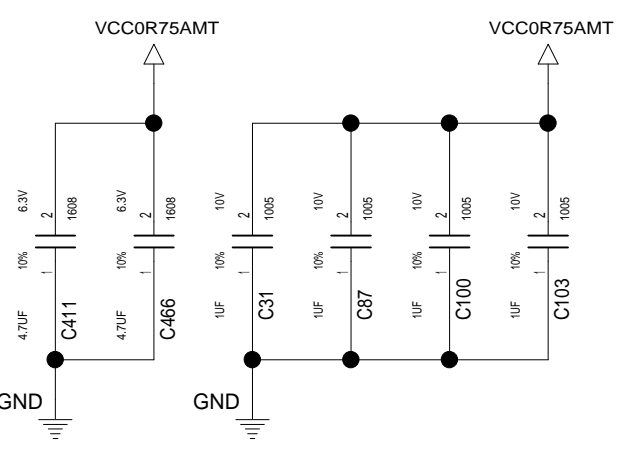 VCC0R75AMT
VCC0R75AMT
6.3V
2
1608
10%
1
4.7UF
C411
6.3V
2
1608
10%
1
4.7UF
C466
10V
2
1005
10%
1
1UF
C31
10V
2
1005
10%
1
1UF
C87
10V
2
1005
10%
1
1UF
C100
10V
2
1005
10%
1
1UF
C103
GND
GND